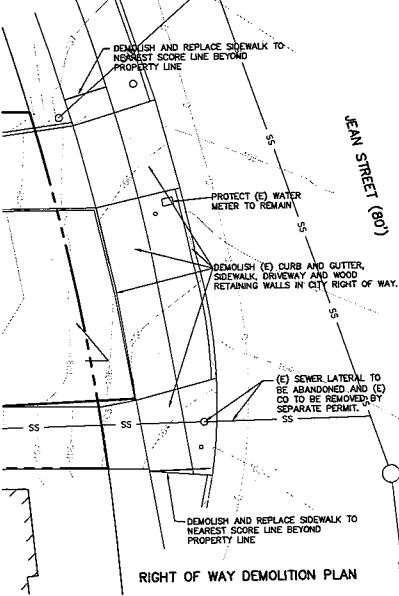 DEMOLISH AND REPLACE SIDEWALK TO
NEAREST SCORE LINE BEYOND
PROPERTY LINE
SS
JEAN STREET (80')
PROTECT (E) WATER
METER TO REMAIN
SS
DEMOLISH (E) CURB AND GUTTER,
SIDEWALK, DRIVEWAY AND WOOD
RETAINING WALLS IN CITY RIGHT OF WAY.
SS
(E) SEWER LATERAL TO
BE ABANDONED AND (E)
CO TO BE REMOVED BY
SEPARATE PERMIT.
SS
SS
SS
SS
DEMOLISH AND REPLACE SIDEWALK TO
NEAREST SCORE LINE BEYOND
PROPERTY LINE
RIGHT OF WAY DEMOLITION PLAN